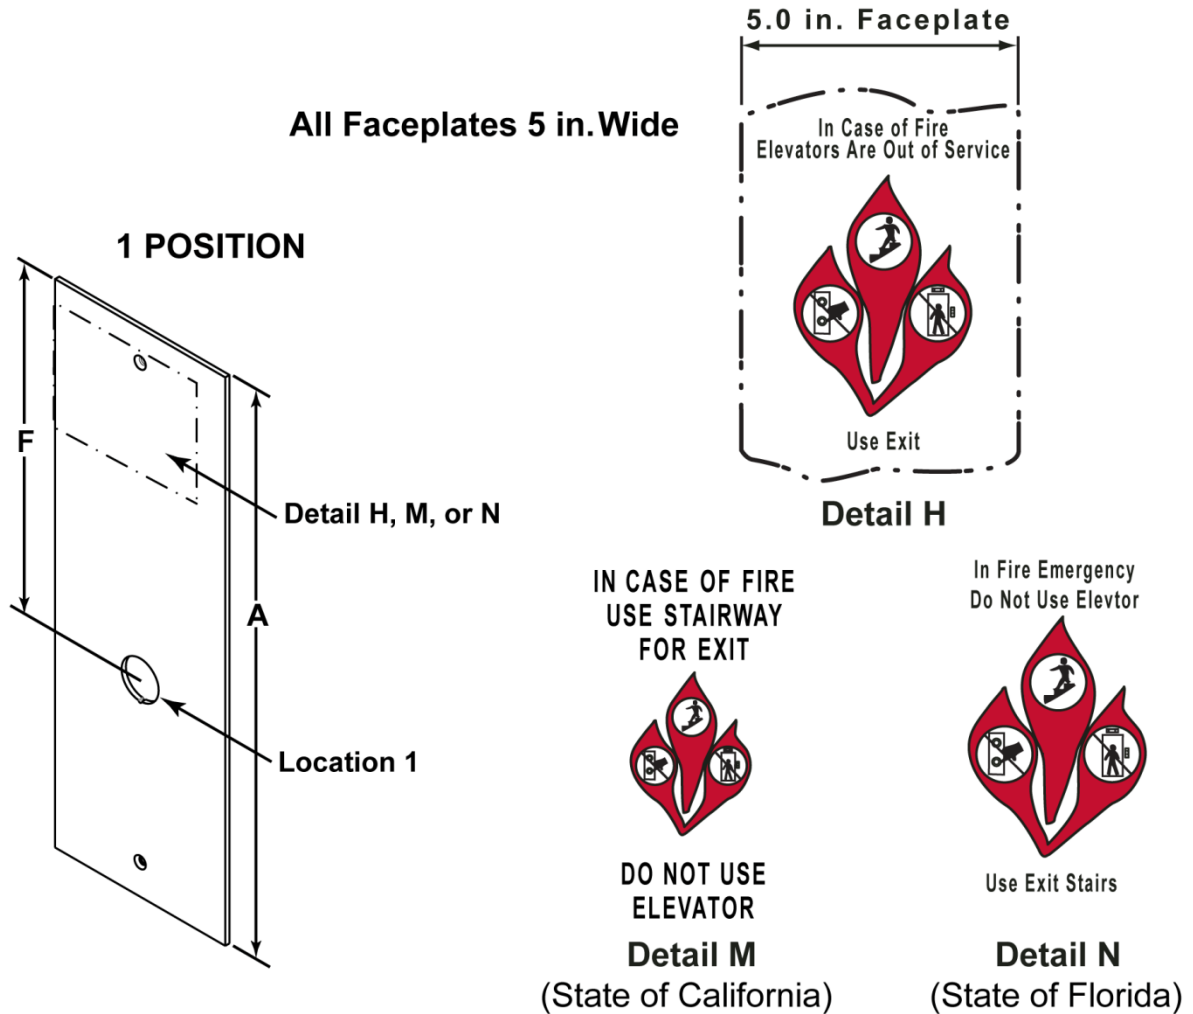 5.0 in. Faceplate
All Faceplates 5 in. Wide
In Case of Fire
Elevators Are Out of Service
1 POSITION
F
A
Detail H, M, or N
Location 1
Use Exit
Detail H
IN CASE OF FIRE
USE STAIRWAY
FOR EXIT
DO NOT USE
ELEVATOR
Detail M
(State of California)
In Fire Emergency
Do Not Use Elevtor
Use Exit Stairs
Detail N
(State of Florida)